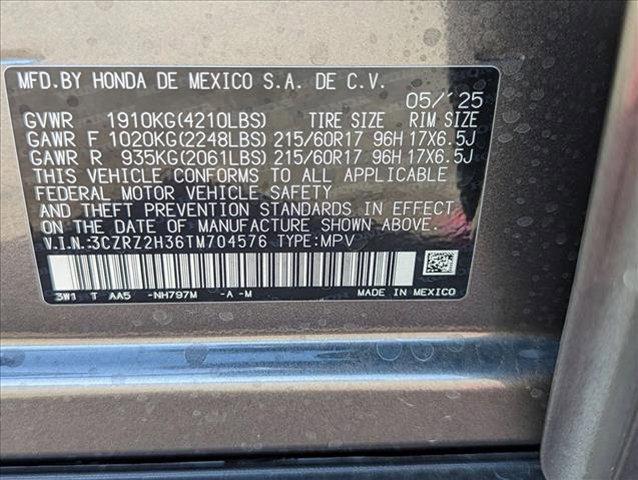 MFD.BY HONDA DE MEXICO S.A. DE C.V.
05/'25
GVWR 1910KG(4210LBS) TIRE SIZE RIM SIZE
GAWR F 1020KG(2248LBS) 215/60R17 96H 17X6.5J
GAWR R 935KG(2061LBS) 215/60R17 96H 17X6.5J
THIS VEHICLE CONFORMS TO ALL APPLICABLE
FEDERAL MOTOR VEHICLE SAFETY
AND THEFT PREVENTION STANDARDS IN EFFECT
ON THE DATE OF MANUFACTURE SHOWN ABOVE.
V.I.N.:3CZRZ2H36TM704576 TYPE:MPV
3W1 T AA5 -NH797M -A -M MADE IN MEXICO